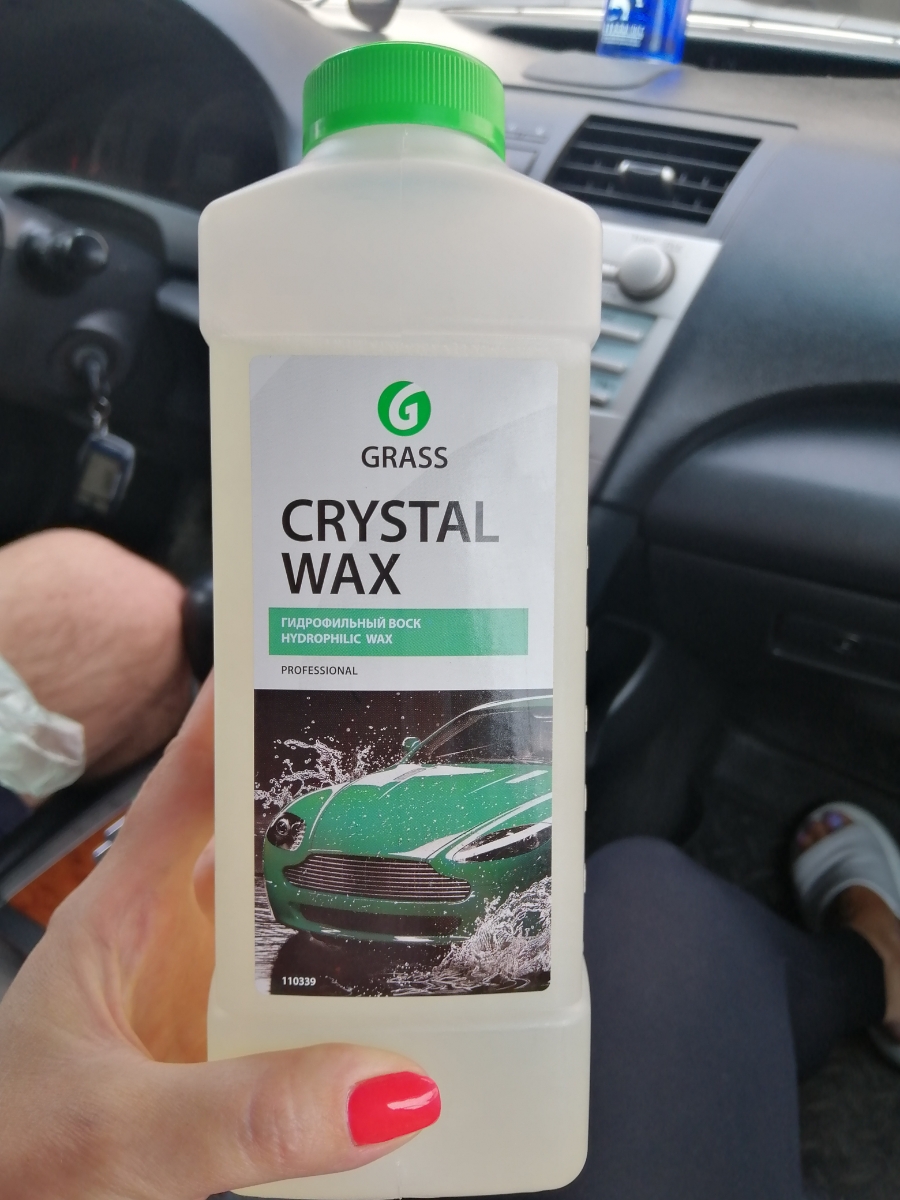 GRASS
CRYSTAL
WAX
ГИДРОФИЛЬНЫЙ ВОСК
HYDROPHILIC WAX
PROFESSIONAL
110339